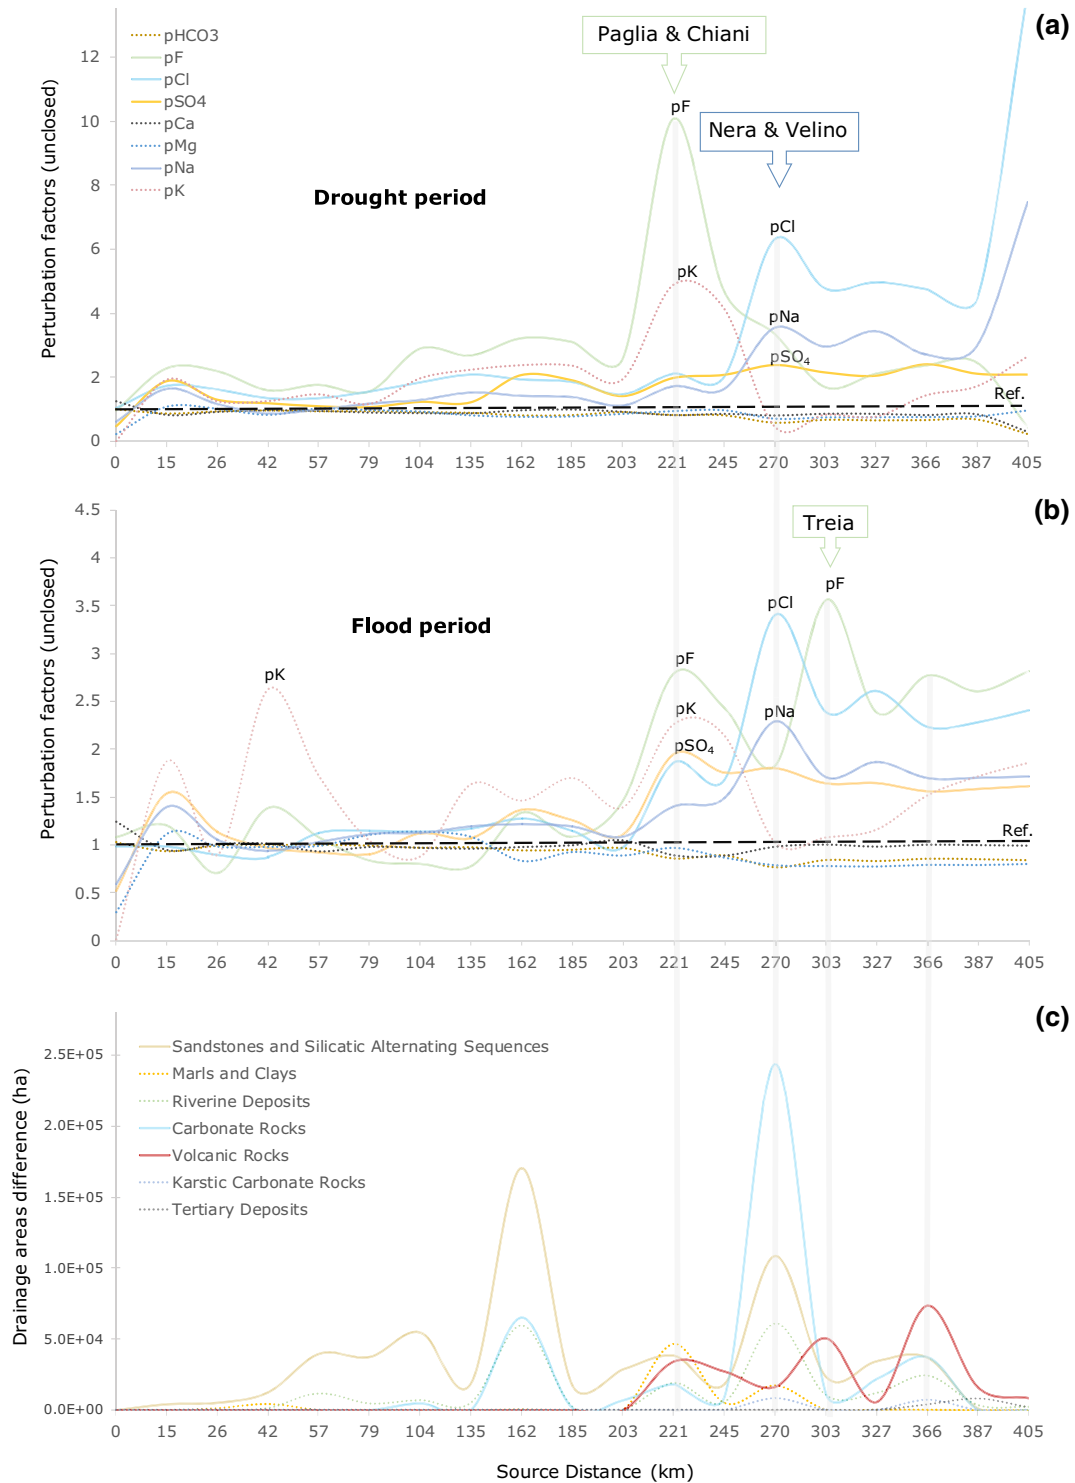 (a)
Perturbation factors (unclosed)
12
10
8
6
4
2
0
pHCO3
pF
pCl
pSO4
pCa
pMg
pNa
pK
Drought period
Paglia & Chiani
Nera & Velino
pF
pK
pCl
pNa
pSO₄
Ref.
0 15 26 42 57 79 104 135 162 185 203 221 245 270 303 327 366 387 405
(b)
Perturbation factors (unclosed)
4.5
4
3.5
3
2.5
2
1.5
1
0.5
0
Flood period
Treia
pK
pF
pK
pSO₄
pCl
pNa
pF
Ref.
0 15 26 42 57 79 104 135 162 185 203 221 245 270 303 327 366 387 405
(c)
Drainage areas difference (ha)
2.5E+05
2.0E+05
1.5E+05
1.0E+05
5.0E+04
0.0E+00
Sandstones and Silicatic Alternating Sequences
Marls and Clays
Riverine Deposits
Carbonate Rocks
Volcanic Rocks
Karstic Carbonate Rocks
Tertiary Deposits
0 15 26 42 57 79 104 135 162 185 203 221 245 270 303 327 366 387 405
Source Distance (km)